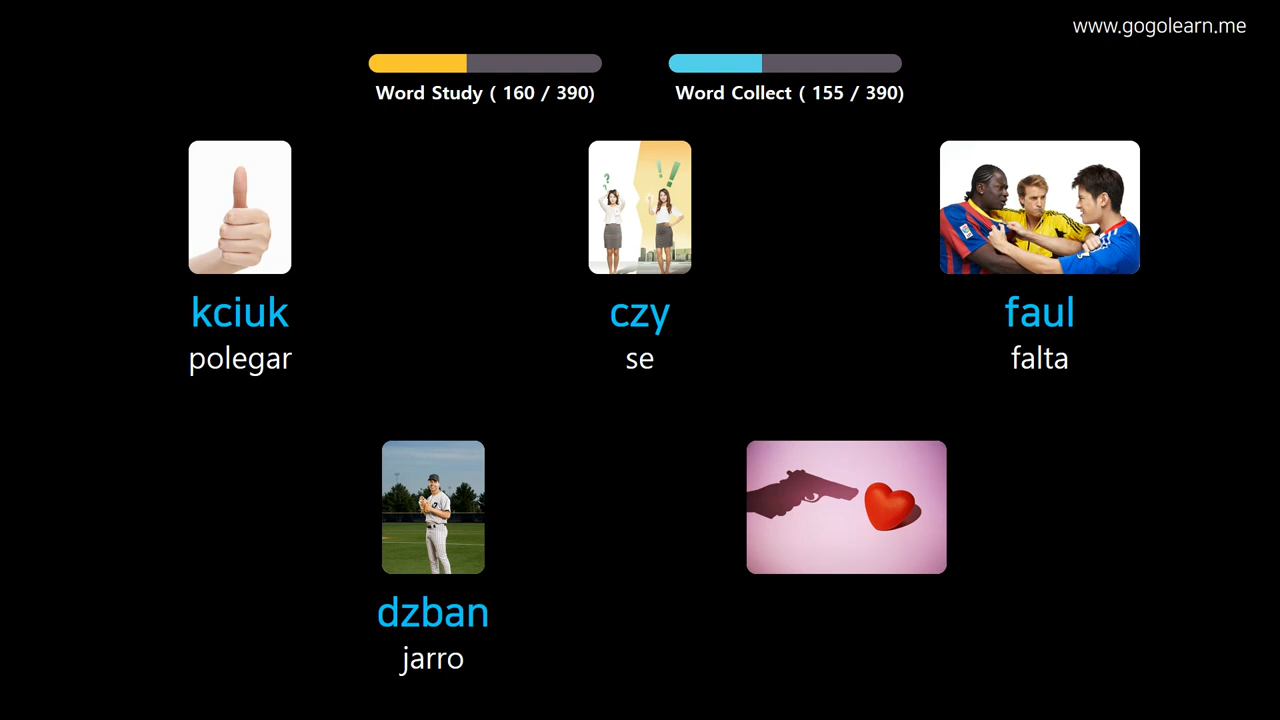 www.gogolearn.me
Word Study ( 160 / 390)
Word Collect ( 155 / 390)
kciuk
polegar
czy
se
faul
falta
dzban
jarro